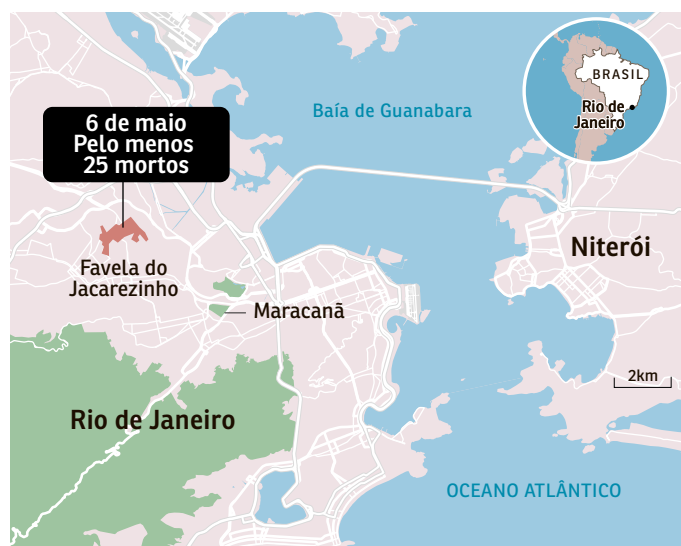 BRASIL
Rio de
Janeiro
Baía de Guanabara
6 de maio
Pelo menos
25 mortos
Niterói
Favela do
Jacarezinho
Maracanã
2km
Rio de Janeiro
OCEANO ATLÂNTICO